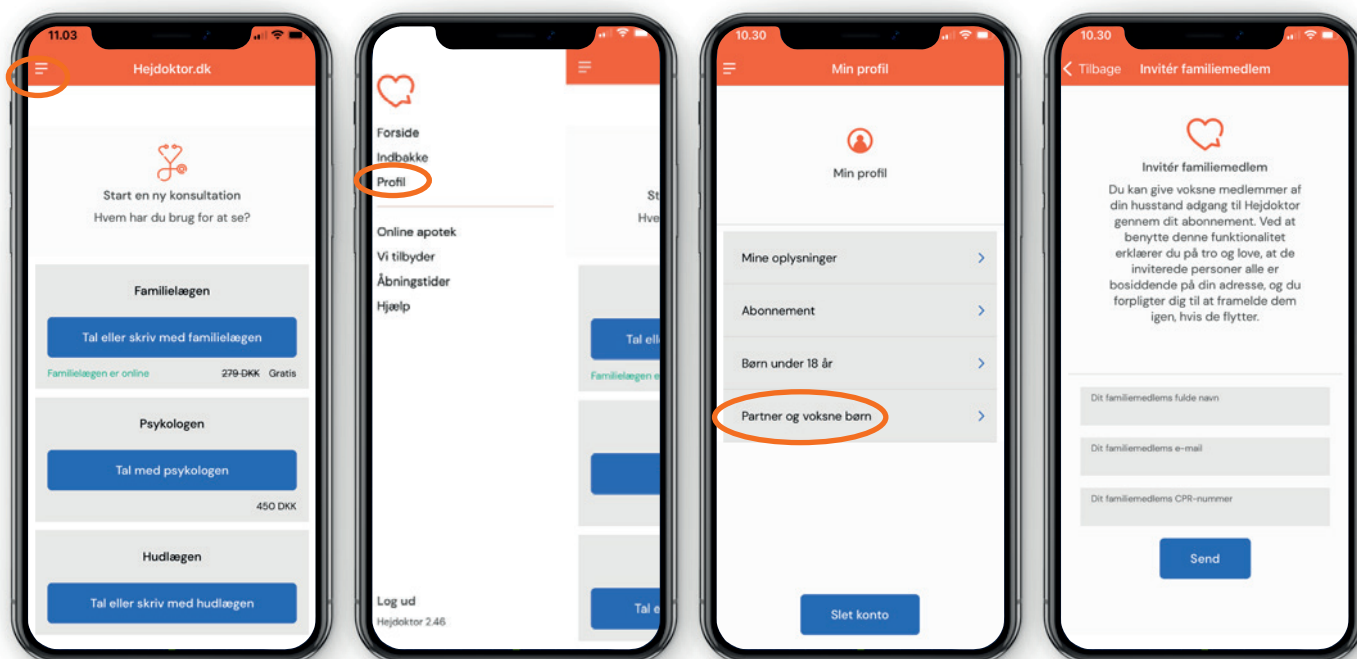 11.03
Hejdoktor.dk
Start en ny konsultation
Hvem har du brug for at se?
Familielægen
Tal eller skriv med familielægen
Familielægen er online
279 DKK Gratis
Psykologen
Tal med psykologen
450 DKK
Hudlægen
Tal eller skriv med hudlægen
Forside
Indbakke
Profil
Online apotek
Vi tilbyder
Åbningstider
Hjælp
Log ud
Hejdoktor 2.46
St
Hve
Tal ell
Familielægen e
Tal e
10.30
Min profil
Min profil
Mine oplysninger
Abonnement
Børn under 18 år
Partner og voksne børn
Slet konto
10.30
Tilbage Invitér familiemedlem
Invitér familiemedlem
Du kan give voksne medlemmer af
din husstand adgang til Hejdoktor
gennem dit abonnement. Ved at
benytte denne funktionalitet
erklærer du på tro og love, at de
inviterede personer alle er
bosiddende på din adresse, og du
forpligter dig til at framelde dem
igen, hvis de flytter.
Dit familiemedlems fulde navn
Dit familiemedlems e-mail
Dit familiemedlems CPR-nummer
Send